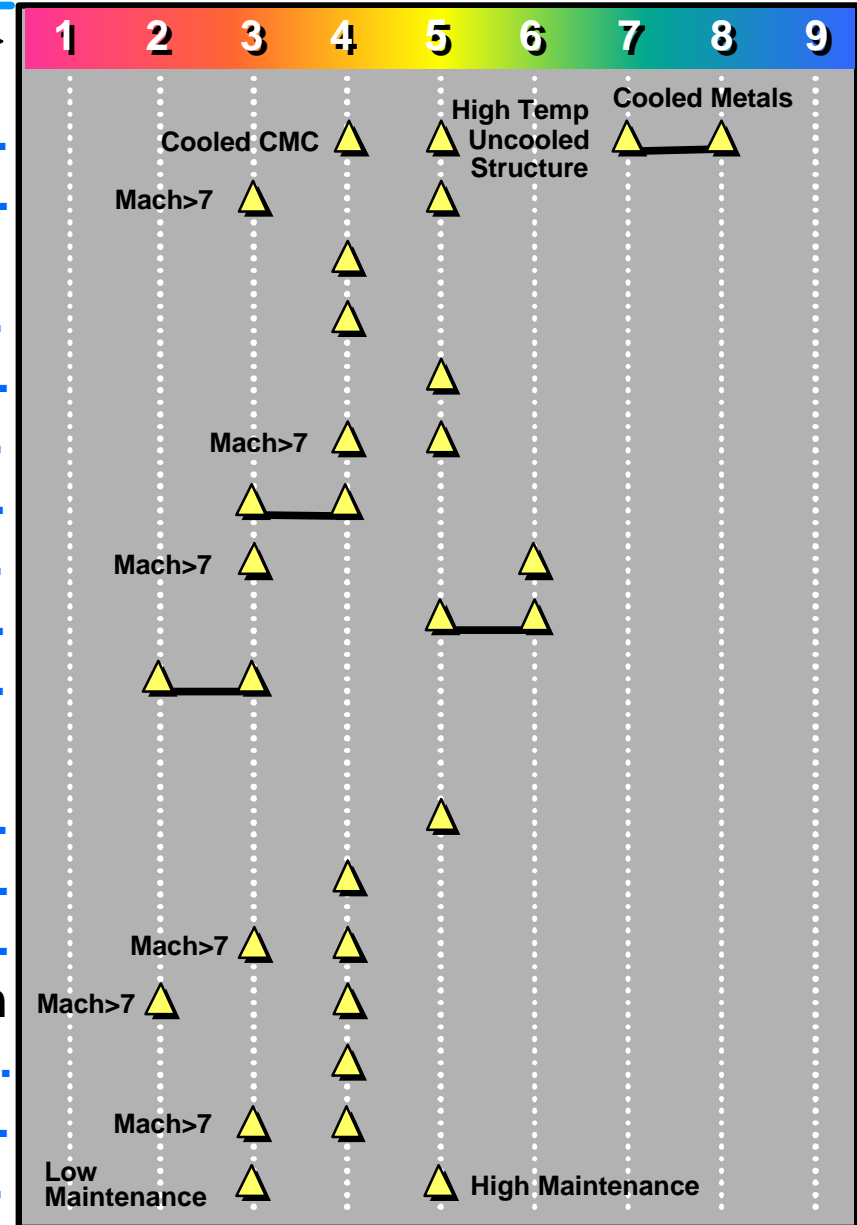 1 2 3 4 5 6 7 8 9
Cooled Metals
High Temp
Uncooled
Structure
Cooled CMC
Mach>7
Mach>7
Mach>7
Mach>7
Mach>7
Mach>7
Low
Maintenance
High Maintenance